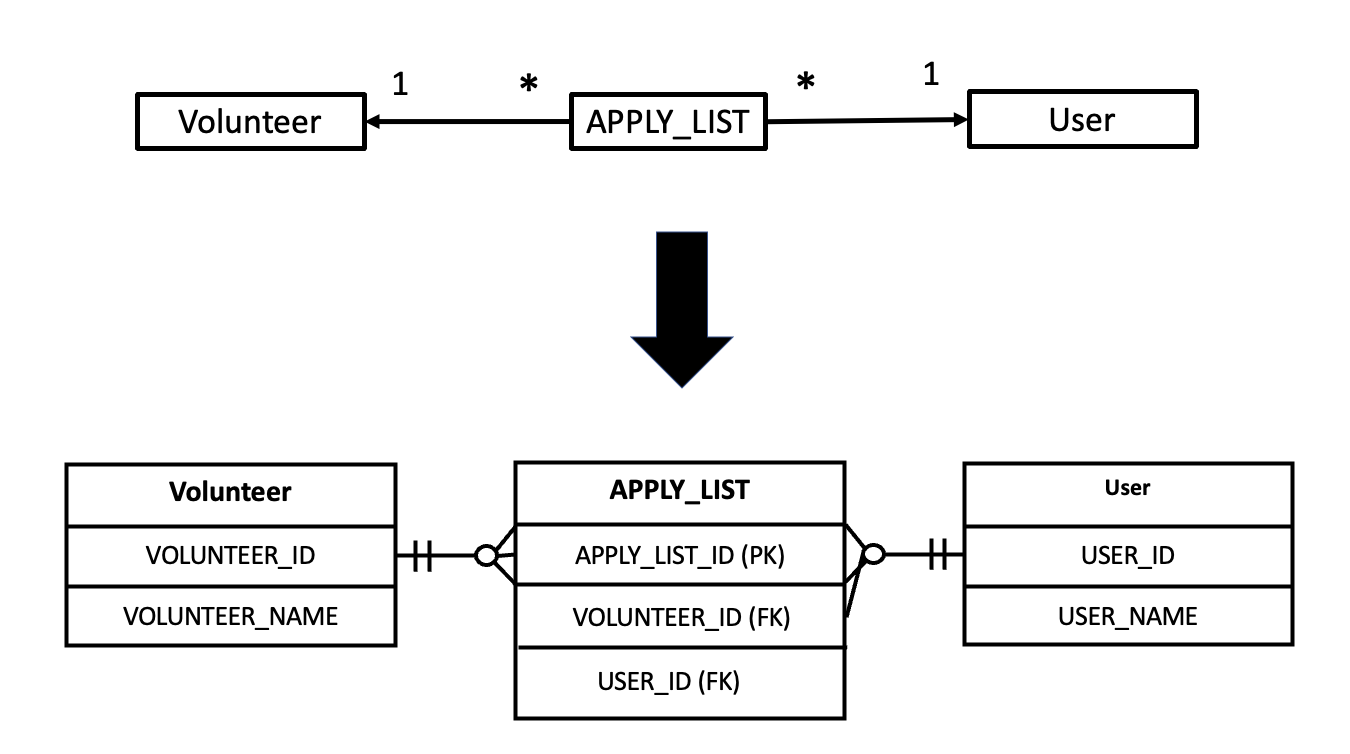 1
*
*
1
Volunteer
APPLY_LIST
User
Volunteer
VOLUNTEER_ID
VOLUNTEER_NAME
APPLY_LIST
APPLY_LIST_ID (PK)
VOLUNTEER_ID (FK)
USER_ID (FK)
User
USER_ID
USER_NAME